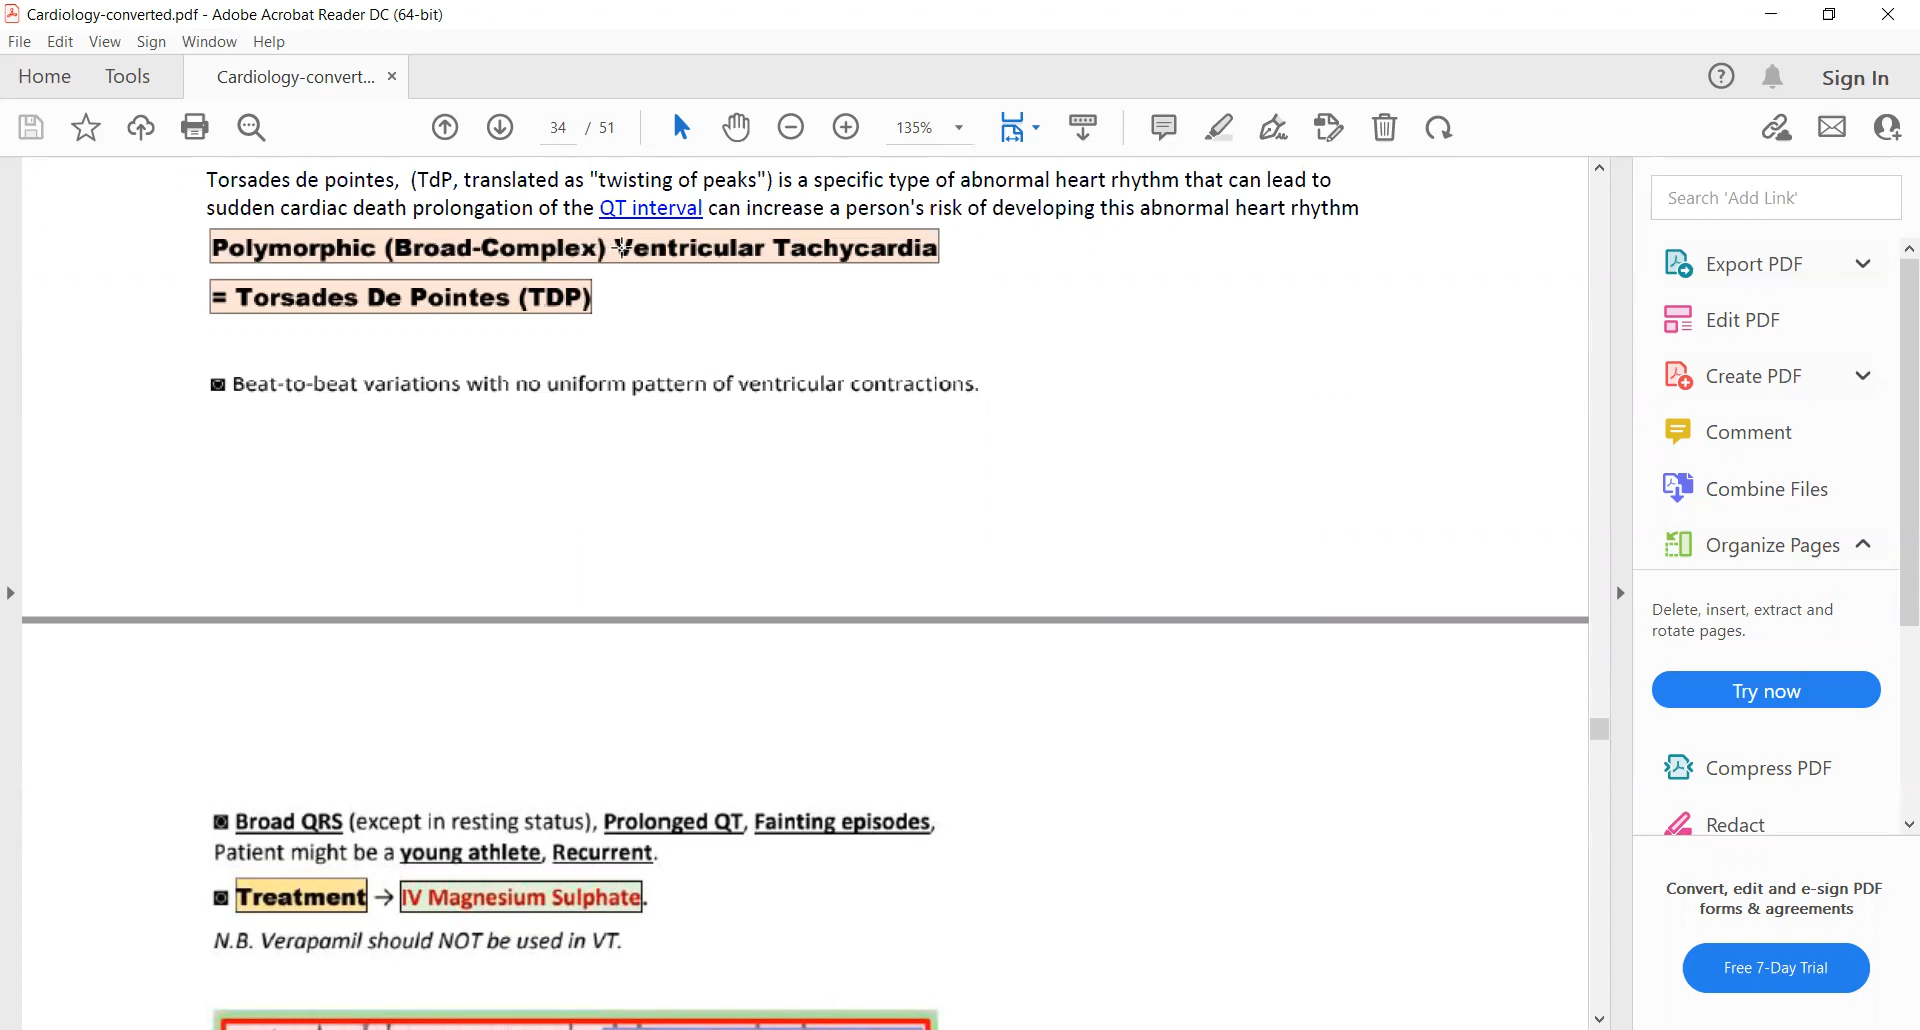 Cardiology-converted.pdf - Adobe Acrobat Reader DC (64-bit)
File Edit View Sign Window Help
Home Tools Cardiology-convert... × Sign In
34 / 51 135%
Torsades de pointes, (TdP, translated as "twisting of peaks") is a specific type of abnormal heart rhythm that can lead to
sudden cardiac death prolongation of the QT interval can increase a person's risk of developing this abnormal heart rhythm
Polymorphic (Broad-Complex) Ventricular Tachycardia
= Torsades De Pointes (TDP)
Beat-to-beat variations with no uniform pattern of ventricular contractions.
Broad QRS (except in resting status), Prolonged QT, Fainting episodes,
Patient might be a young athlete, Recurrent.
Treatment → IV Magnesium Sulphate.
N.B. Verapamil should NOT be used in VT.
Search 'Add Link'
Export PDF
Edit PDF
Create PDF
Comment
Combine Files
Organize Pages
Delete, insert, extract and
rotate pages.
Try now
Compress PDF
Redact
Convert, edit and e-sign PDF
forms & agreements
Free 7-Day Trial